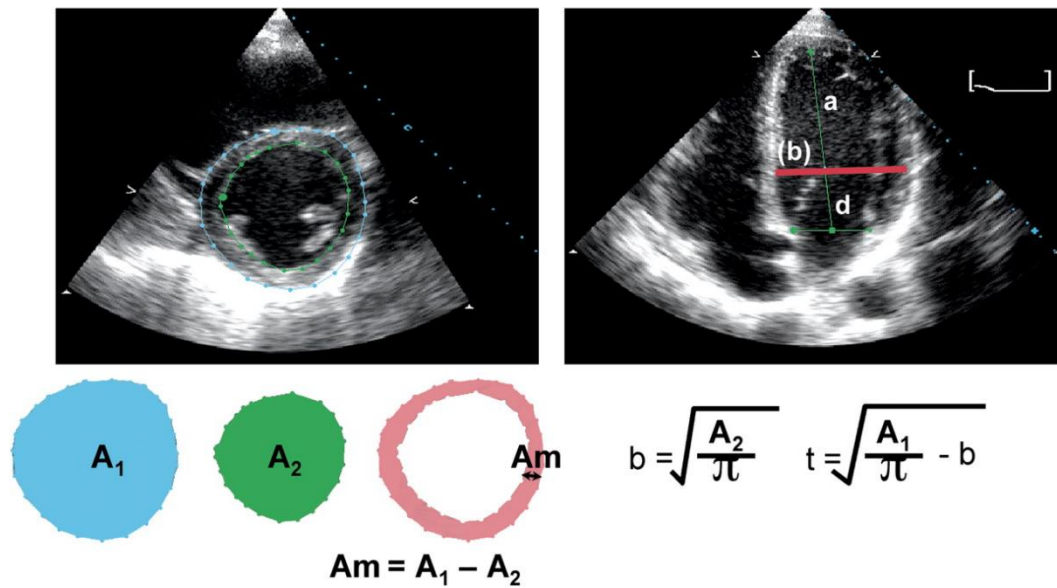 a
(b)
d
A₁
A₂
Am
b = √(A₂/π)
t = √(A₁/π) - b
Am = A₁ – A₂